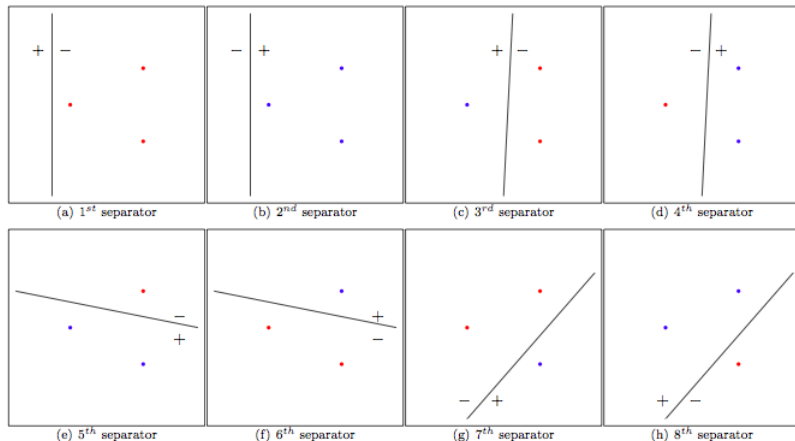 + − − + + − − +
(a) 1st separator (b) 2nd separator (c) 3rd separator (d) 4th separator
− + − +
+ −
− + + −
(e) 5th separator (f) 6th separator (g) 7th separator (h) 8th separator